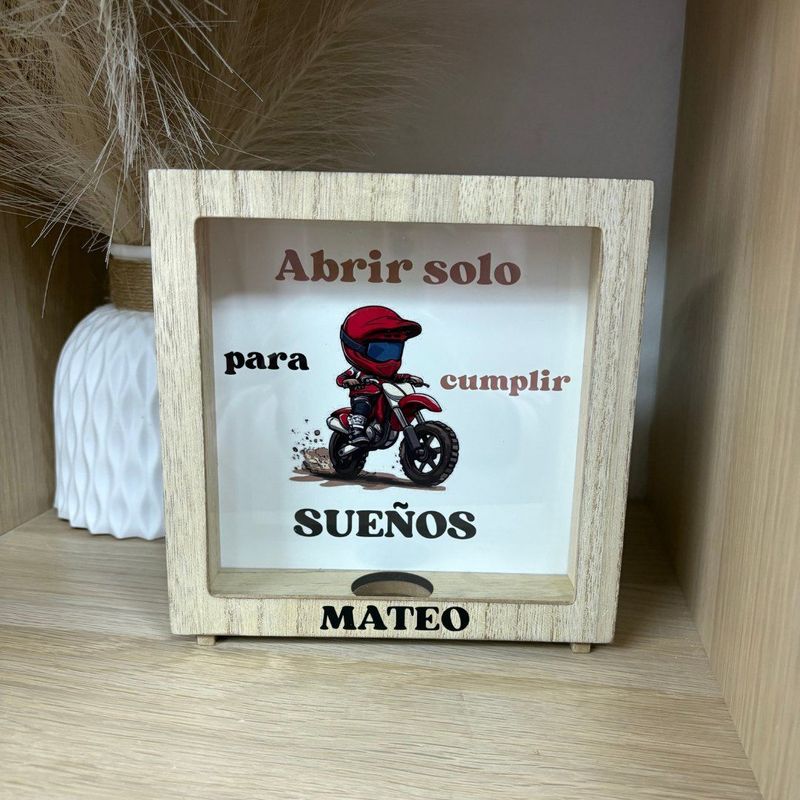 Abrir solo
para cumplir
SUEÑOS
MATEO